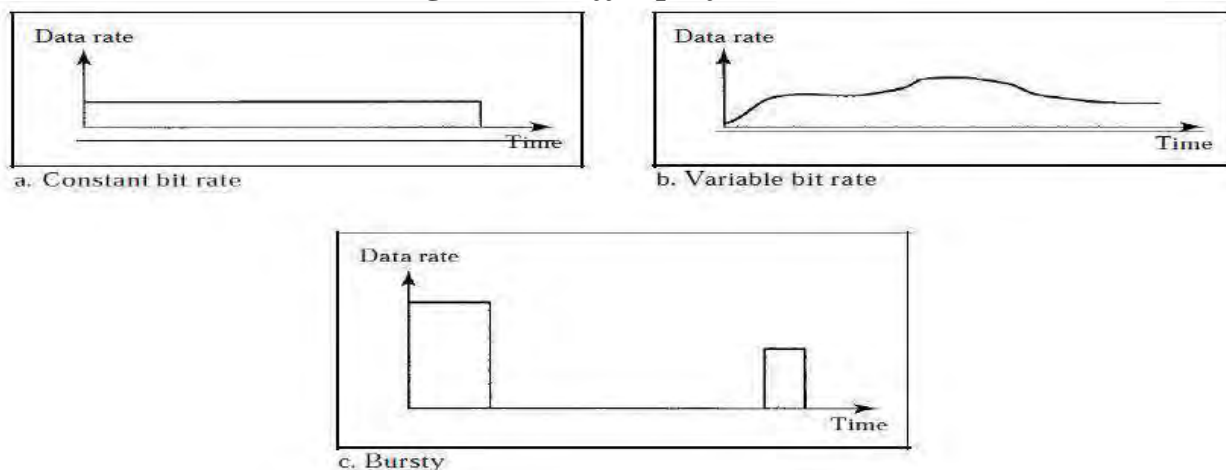 Data rate
Time
a. Constant bit rate
Data rate
Time
b. Variable bit rate
Data rate
Time
c. Bursty